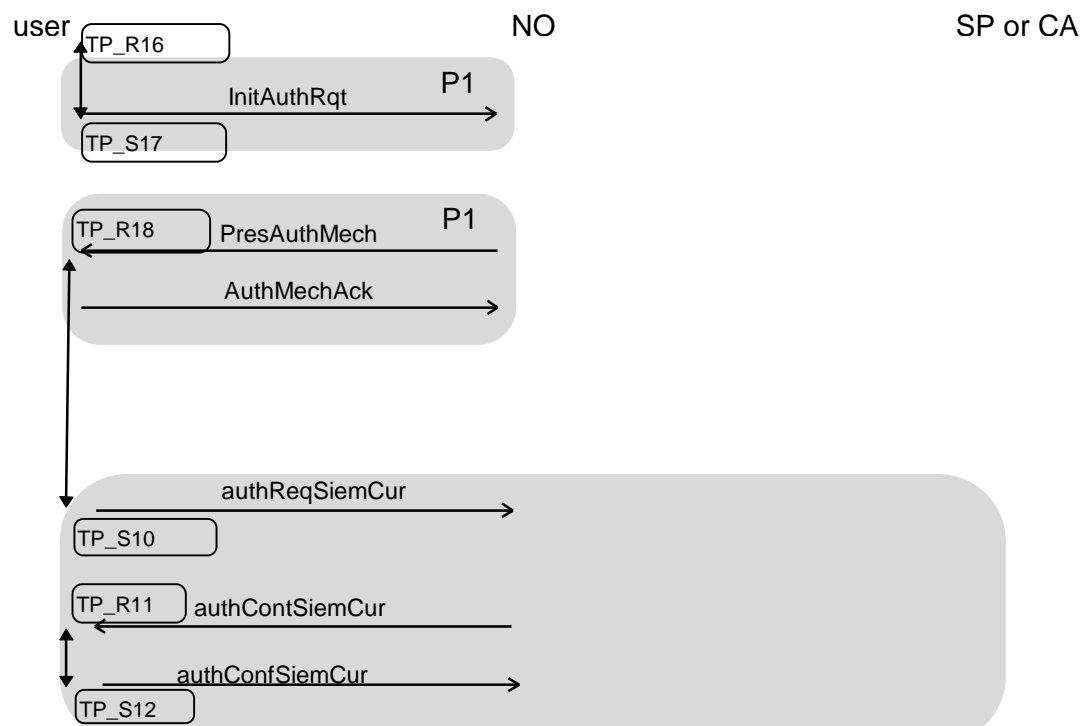 user NO SP or CA
TP_R16
P1
InitAuthRqt
TP_S17
P1
TP_R18 PresAuthMech
AuthMechAck
authReqSiemCur
TP_S10
TP_R11 authContSiemCur
authConfSiemCur
TP_S12